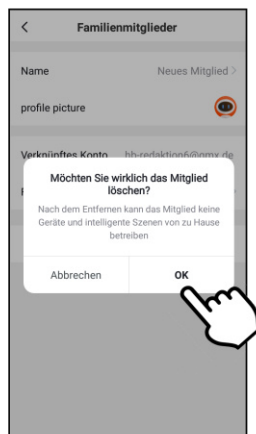 Familienmitglieder
Name Neues Mitglied >
profile picture
Verknüpftes Konto hb-redaktion6@gmx.de
Möchten Sie wirklich das Mitglied
löschen?
Nach dem Entfernen kann das Mitglied keine
Geräte und intelligente Szenen von zu Hause
betreiben
Abbrechen OK